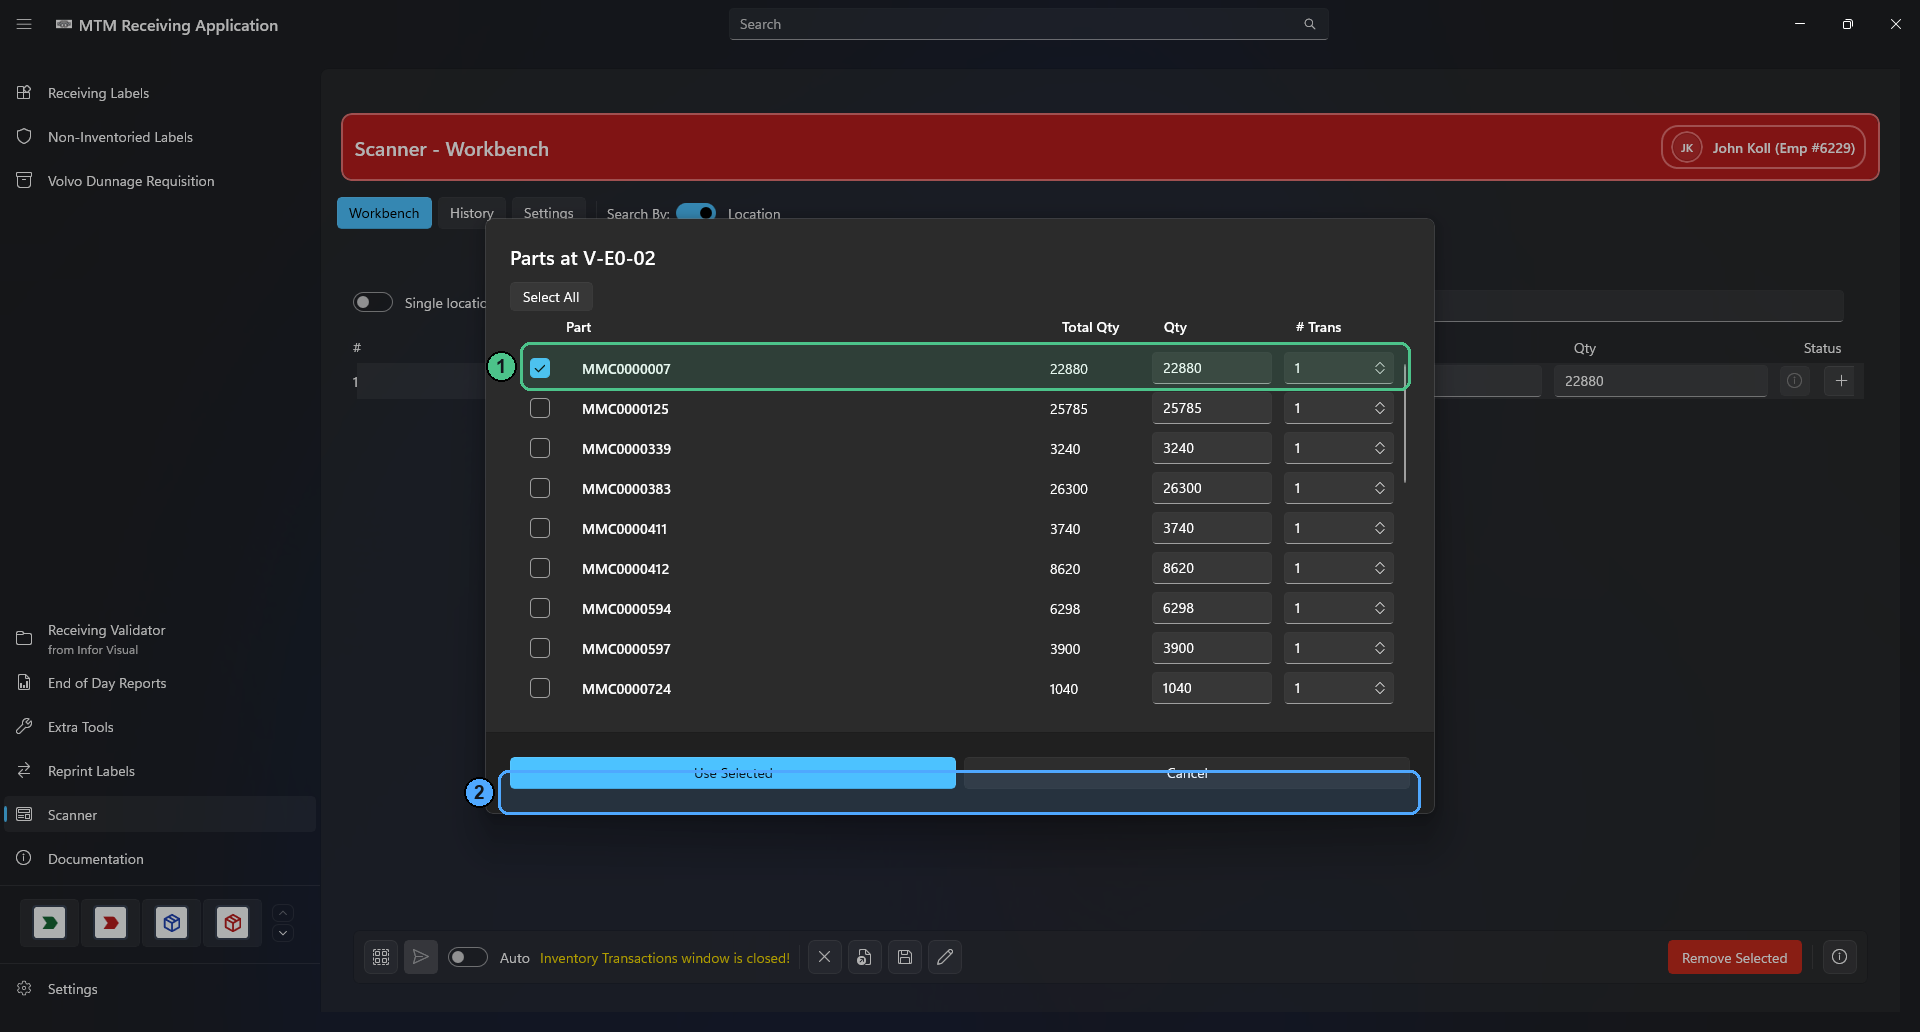 MTM Receiving Application
Search
Receiving Labels
Non-Inventoried Labels
Volvo Dunnage Requisition
Scanner - Workbench
JK
John Koll (Emp #6229)
Workbench
History
Settings
Search By:
Location
Parts at V-E0-02
Select All
Single locatio
Part
Total Qty
Qty
# Trans
#
Qty
Status
1
22880
1
MMC0000007
22880
22880
1
MMC0000125
25785
25785
1
MMC0000339
3240
3240
1
MMC0000383
26300
26300
1
MMC0000411
3740
3740
1
MMC0000412
8620
8620
1
MMC0000594
6298
6298
1
MMC0000597
3900
3900
1
MMC0000724
1040
1040
1
2
Use Selected
Cancel
Receiving Validator
from Infor Visual
End of Day Reports
Extra Tools
Reprint Labels
Scanner
Documentation
Settings
Auto
Inventory Transactions window is closed!
Remove Selected